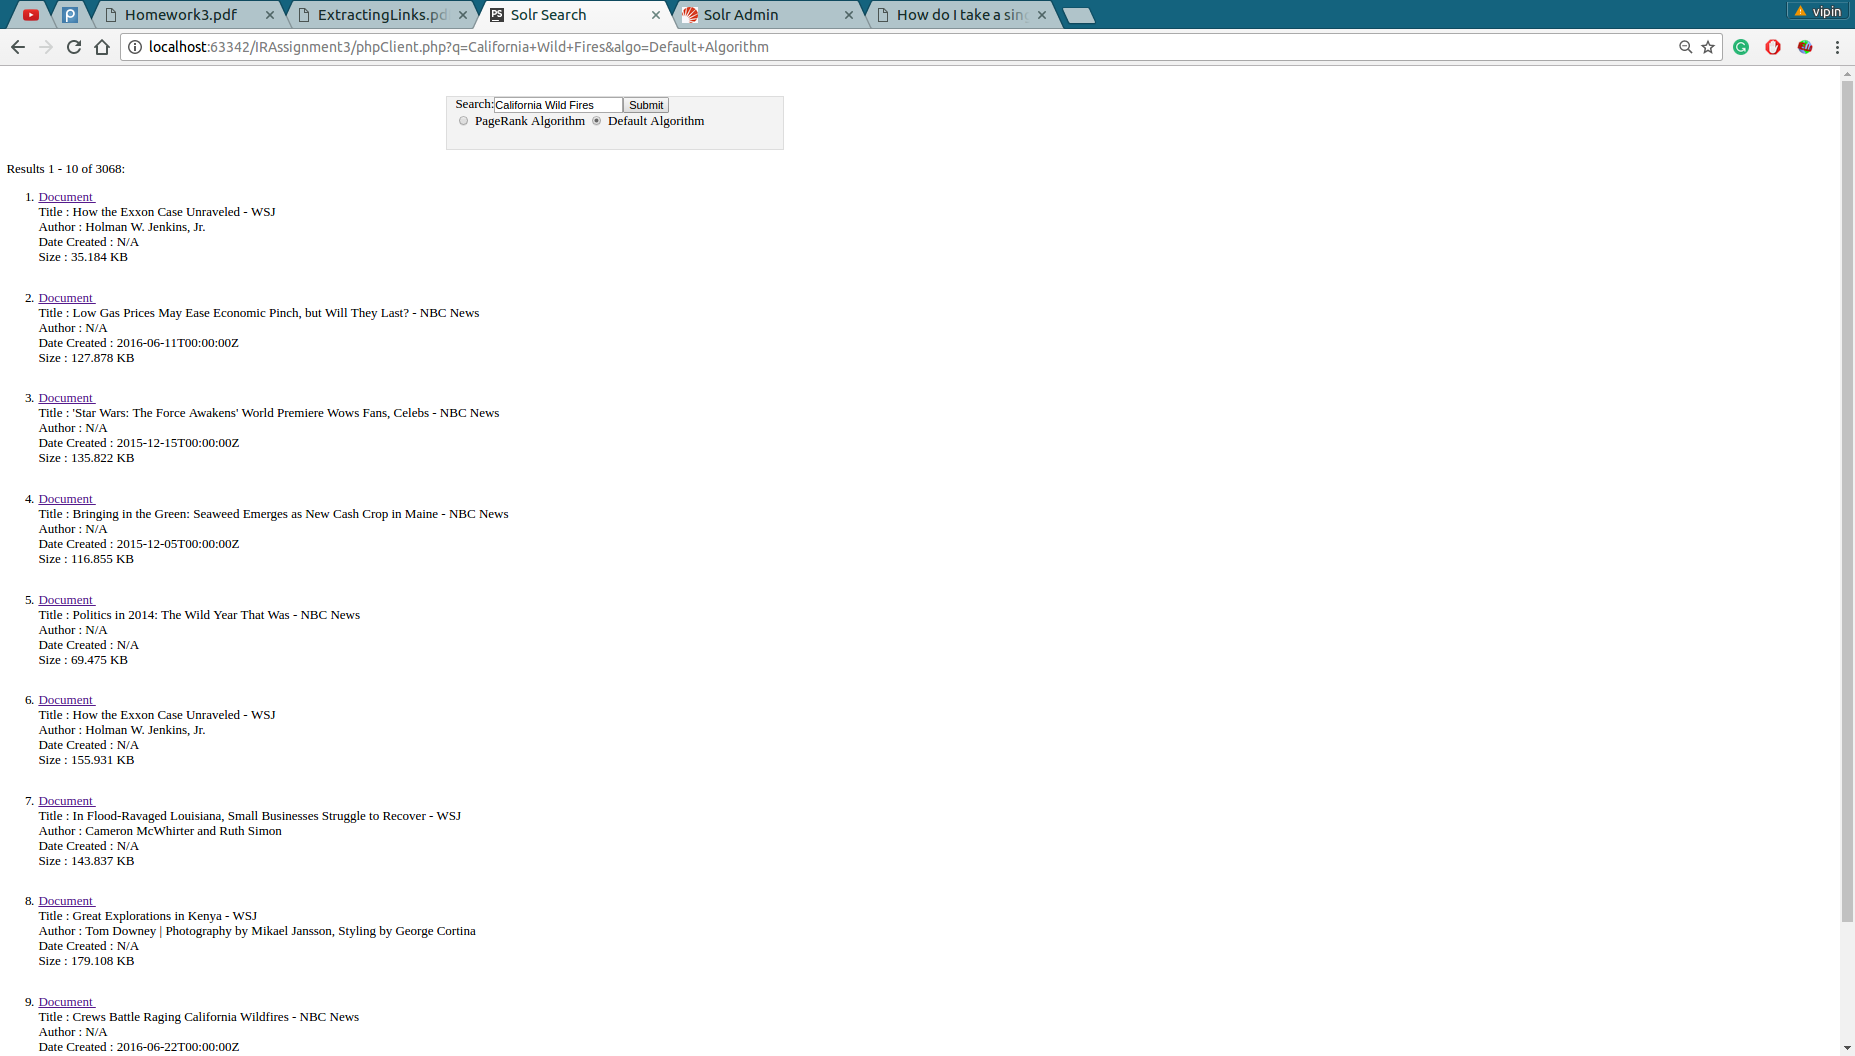 Homework3.pdf
ExtractingLinks.pd
Solr Search
Solr Admin
How do I take a sing
vipin
localhost:63342/IRAssignment3/phpClient.php?q=California+Wild+Fires&algo=Default+Algorithm
Search:California Wild Fires Submit
PageRank Algorithm Default Algorithm
Results 1 - 10 of 3068:
1. Document
Title : How the Exxon Case Unraveled - WSJ
Author : Holman W. Jenkins, Jr.
Date Created : N/A
Size : 35.184 KB
2. Document
Title : Low Gas Prices May Ease Economic Pinch, but Will They Last? - NBC News
Author : N/A
Date Created : 2016-06-11T00:00:00Z
Size : 127.878 KB
3. Document
Title : 'Star Wars: The Force Awakens' World Premiere Wows Fans, Celebs - NBC News
Author : N/A
Date Created : 2015-12-15T00:00:00Z
Size : 135.822 KB
4. Document
Title : Bringing in the Green: Seaweed Emerges as New Cash Crop in Maine - NBC News
Author : N/A
Date Created : 2015-12-05T00:00:00Z
Size : 116.855 KB
5. Document
Title : Politics in 2014: The Wild Year That Was - NBC News
Author : N/A
Date Created : N/A
Size : 69.475 KB
6. Document
Title : How the Exxon Case Unraveled - WSJ
Author : Holman W. Jenkins, Jr.
Date Created : N/A
Size : 155.931 KB
7. Document
Title : In Flood-Ravaged Louisiana, Small Businesses Struggle to Recover - WSJ
Author : Cameron McWhirter and Ruth Simon
Date Created : N/A
Size : 143.837 KB
8. Document
Title : Great Explorations in Kenya - WSJ
Author : Tom Downey | Photography by Mikael Jansson, Styling by George Cortina
Date Created : N/A
Size : 179.108 KB
9. Document
Title : Crews Battle Raging California Wildfires - NBC News
Author : N/A
Date Created : 2016-06-22T00:00:00Z